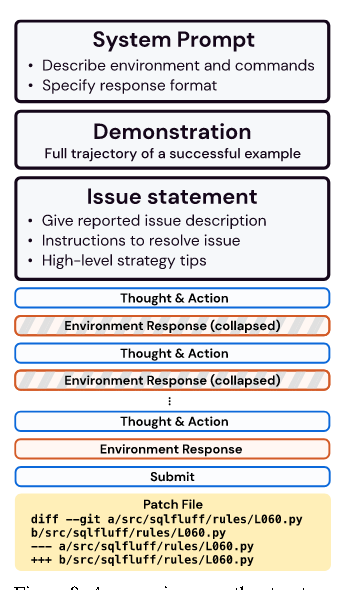 System Prompt
• Describe environment and commands
• Specify response format
Demonstration
Full trajectory of a successful example
Issue statement
• Give reported issue description
• Instructions to resolve issue
• High-level strategy tips
Thought & Action
Environment Response (collapsed)
Thought & Action
Environment Response (collapsed)
⋮
Thought & Action
Environment Response
Submit
Patch File
diff --git a/src/sqlfluff/rules/L060.py
b/src/sqlfluff/rules/L060.py
--- a/src/sqlfluff/rules/L060.py
+++ b/src/sqlfluff/rules/L060.py